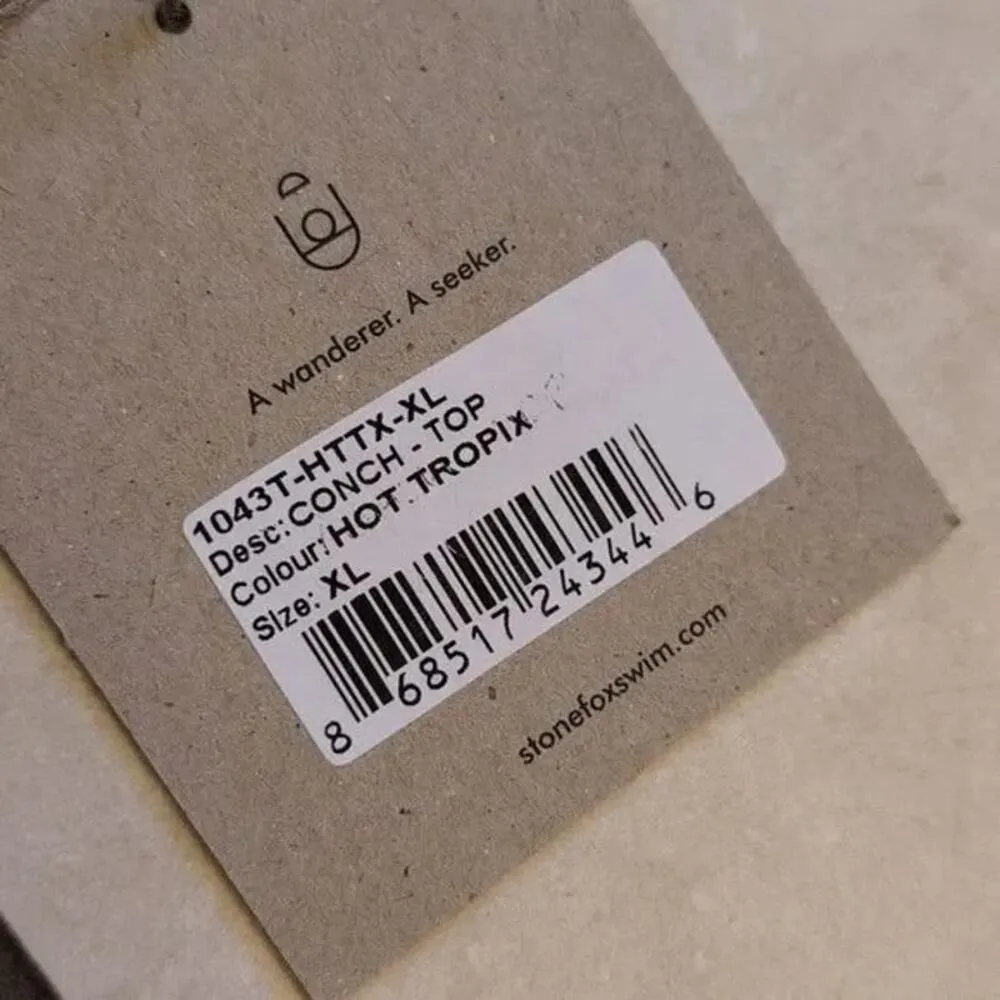 A wanderer. A seeker.
1043T-HTTX-XL
Desc: CONCH - TOP
Colour: HOT TROPIX
Size: XL
8 68517 24344 6
stonefoxswim.com